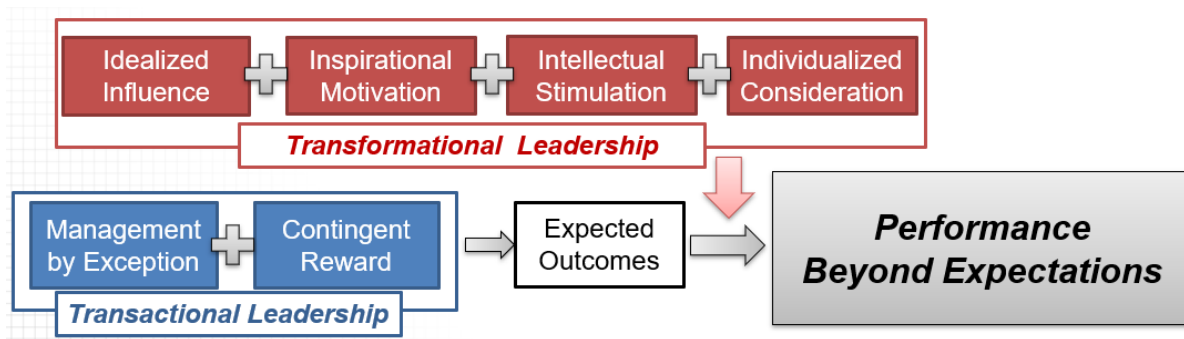 Idealized
Influence
Inspirational
Motivation
Intellectual
Stimulation
Individualized
Consideration
Transformational Leadership
Management
by Exception
Contingent
Reward
Transactional Leadership
Expected
Outcomes
Performance
Beyond Expectations